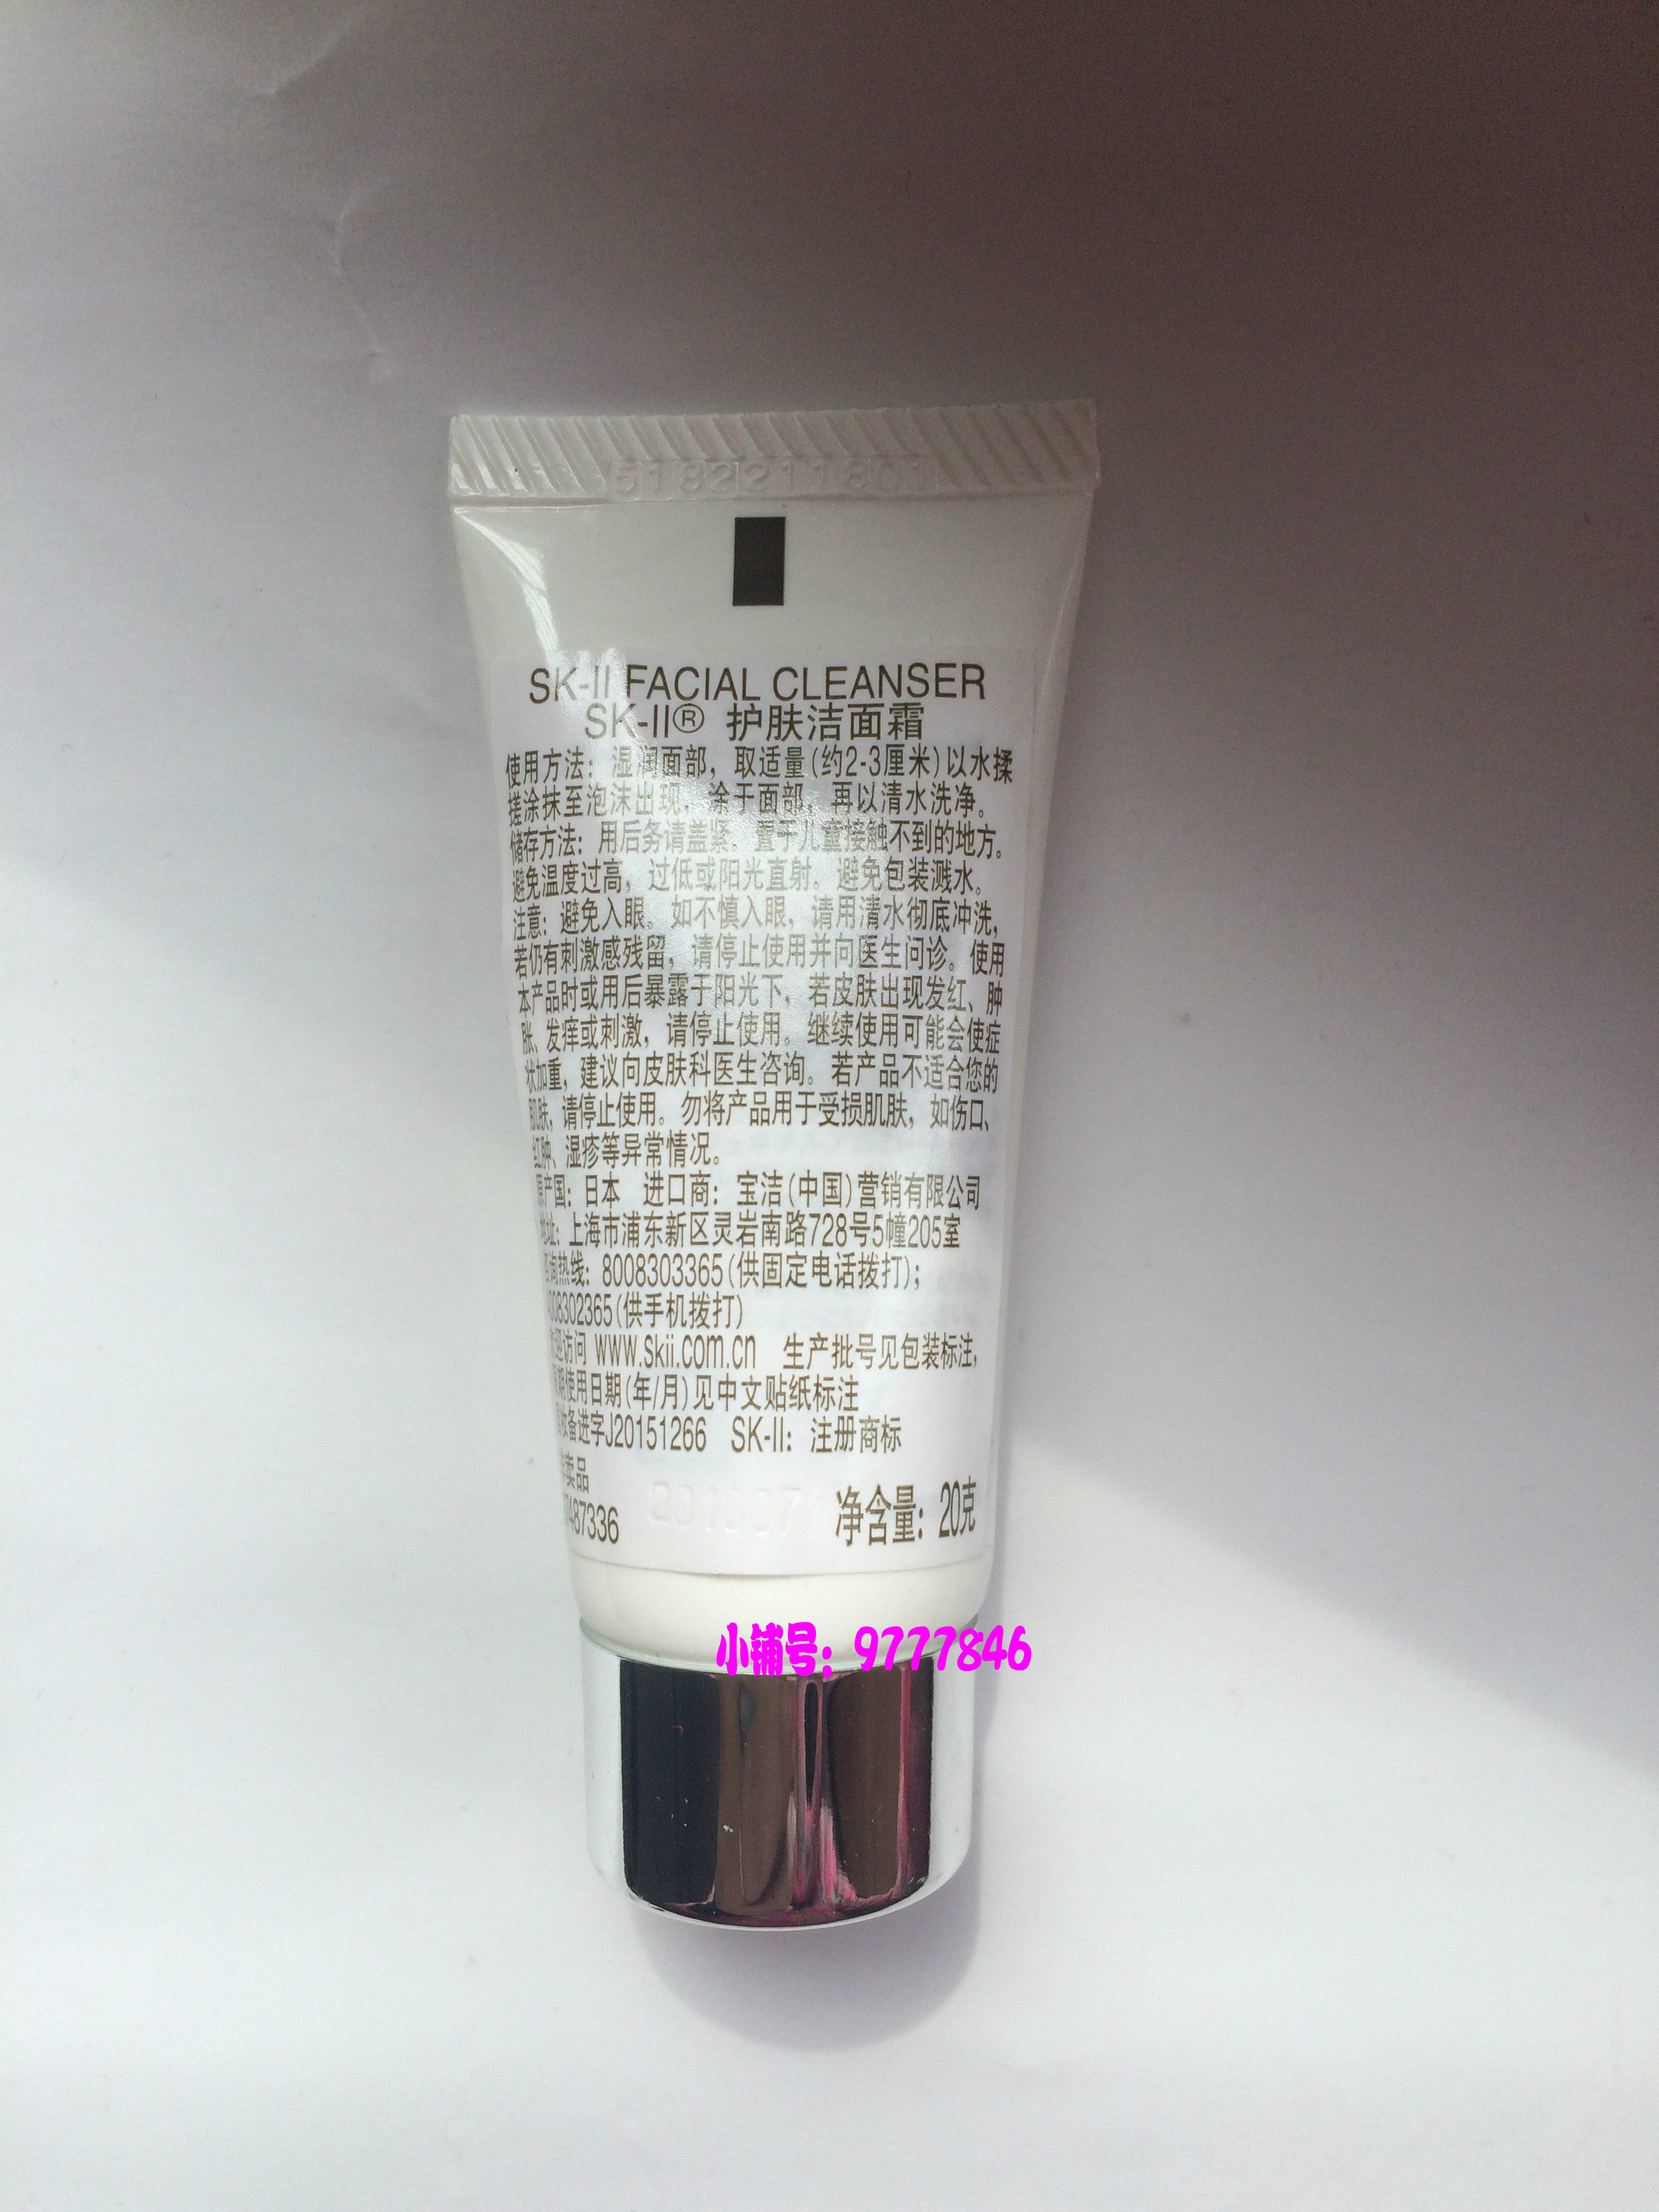 5182211801
SK-II FACIAL CLEANSER
SK-II® 护肤洁面霜
使用方法：湿润面部，取适量(约2-3厘米)以水揉
搓涂抹至泡沫出现，涂于面部，再以清水洗净。
储存方法：用后务请盖紧。置于儿童接触不到的地方。
避免温度过高，过低或阳光直射。避免包装溅水。
注意：避免入眼。如不慎入眼，请用清水彻底冲洗，
若仍有刺激感残留，请停止使用并向医生问诊。使用
本产品时或用后暴露于阳光下，若皮肤出现发红、肿
胀、发痒或刺激，请停止使用。继续使用可能会使症
状加重，建议向皮肤科医生咨询。若产品不适合您的
肌肤，请停止使用。勿将产品用于受损肌肤，如伤口、
红肿、湿疹等异常情况。
原产国：日本 进口商：宝洁(中国)营销有限公司
地址：上海市浦东新区灵岩南路728号5幢205室
咨询热线：8008303365(供固定电话拨打)；
4008302365(供手机拨打)
欢迎访问 www.skii.com.cn 生产批号见包装标注，
限期使用日期(年/月)见中文贴纸标注
国妆备进字J20151266 SK-II：注册商标
非卖品
487336 净含量：20克
小铺号：9777846